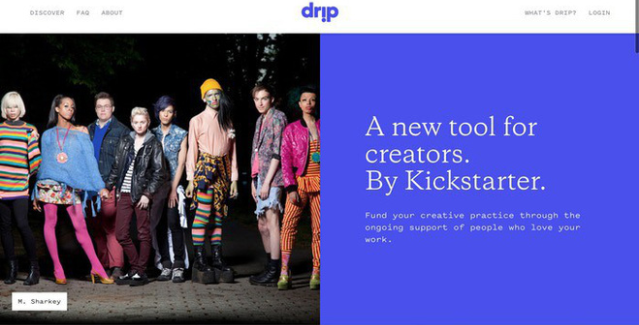 DISCOVER FAQ ABOUT
drip
WHAT'S DRIP? LOGIN
A new tool for
creators.
By Kickstarter.
Fund your creative practice through the
ongoing support of people who love your
work.
M. Sharkey